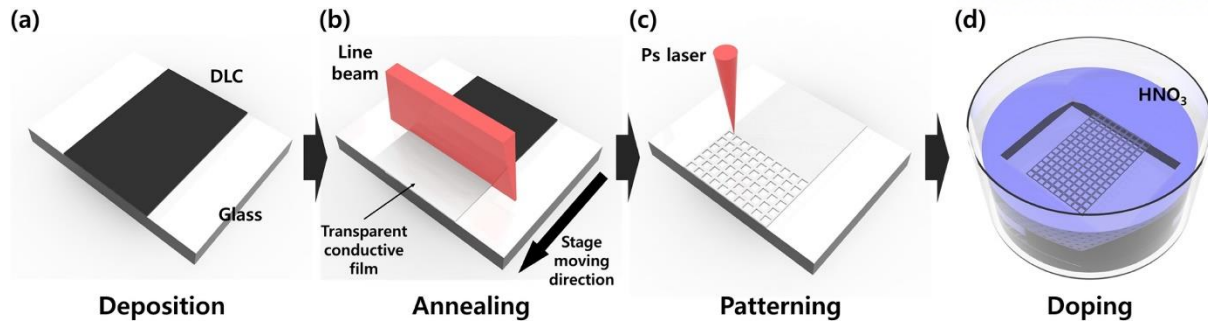 (a)
DLC
Glass
Deposition
(b)
Line
beam
Transparent
conductive
film
Stage
moving
direction
Annealing
(c)
Ps laser
Patterning
(d)
HNO₃
Doping